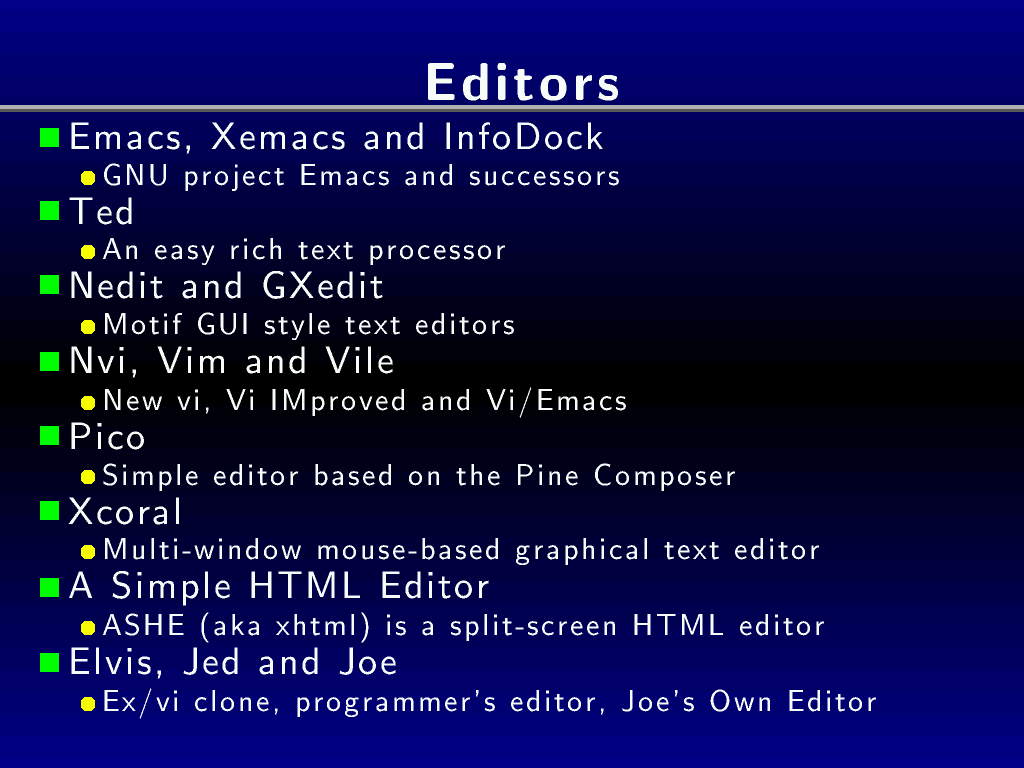 Editors
Emacs, Xemacs and InfoDock
GNU project Emacs and successors
Ted
An easy rich text processor
Nedit and GXedit
Motif GUI style text editors
Nvi, Vim and Vile
New vi, Vi IMproved and Vi/Emacs
Pico
Simple editor based on the Pine Composer
Xcoral
Multi-window mouse-based graphical text editor
A Simple HTML Editor
ASHE (aka xhtml) is a split-screen HTML editor
Elvis, Jed and Joe
Ex/vi clone, programmer's editor, Joe's Own Editor